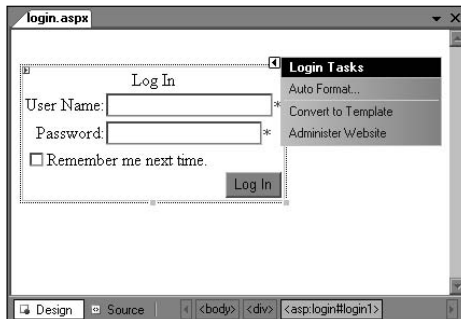 login.aspx
Log In
User Name: *
Password: *
Remember me next time.
Log In
Login Tasks
Auto Format...
Convert to Template
Administer Website
Design Source <body> <div> <asp:login#login1>